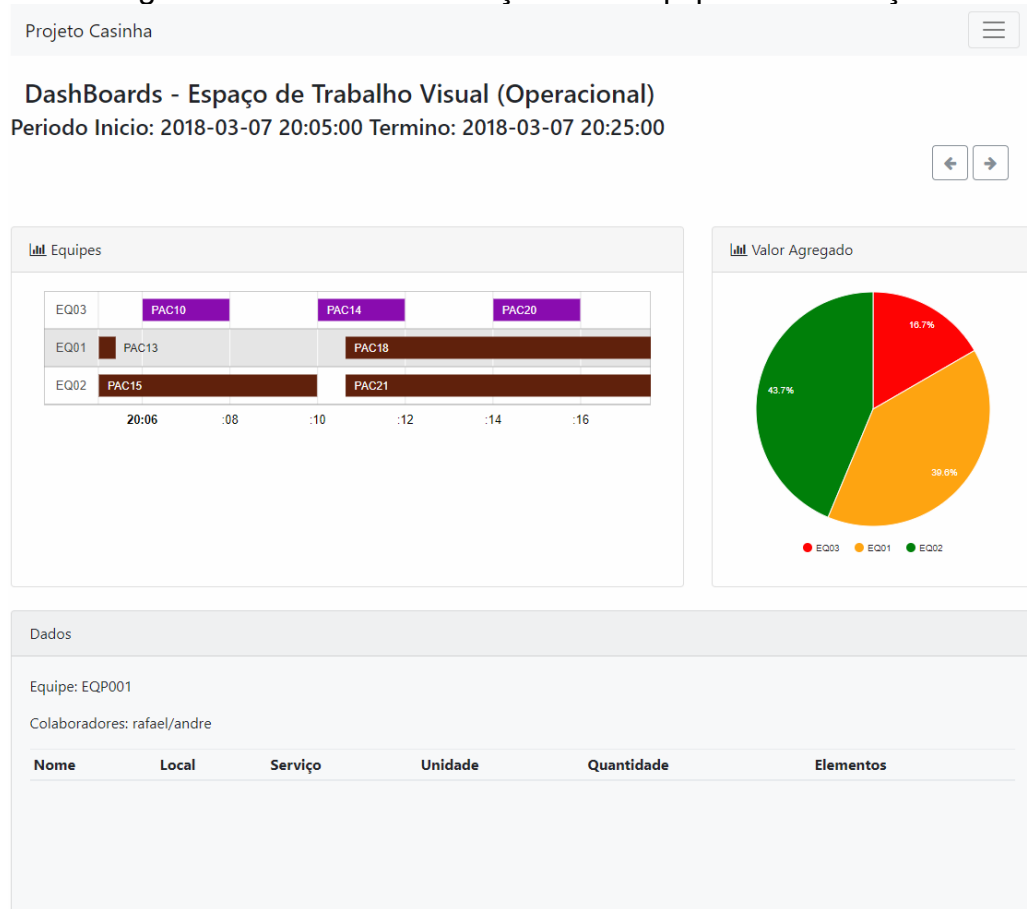 Projeto Casinha
DashBoards - Espaço de Trabalho Visual (Operacional)
Periodo Inicio: 2018-03-07 20:05:00 Termino: 2018-03-07 20:25:00
Equipes
EQ03 PAC10 PAC14 PAC20
EQ01 PAC13 PAC18
EQ02 PAC15 PAC21
20:06 :08 :10 :12 :14 :16
Valor Agregado
16.7%
43.7%
39.6%
EQ03 EQ01 EQ02
Dados
Equipe: EQP001
Colaboradores: rafael/andre
Nome Local Serviço Unidade Quantidade Elementos